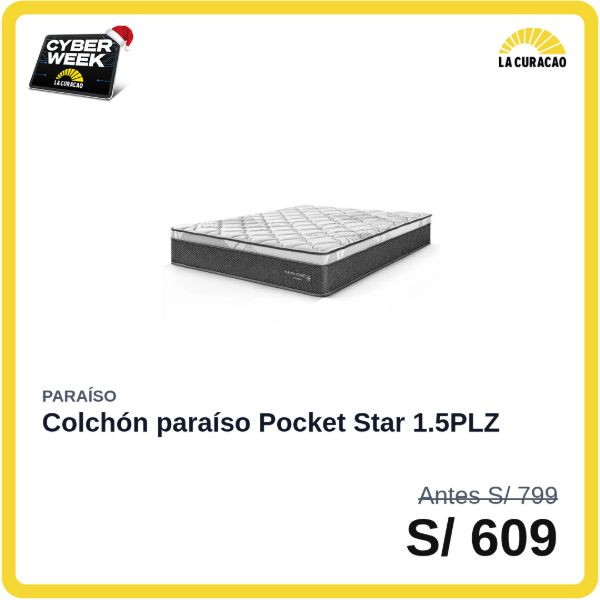 CYBER
WEEK
LA CURACAO
LA CURACAO
PARAÍSO
Colchón paraíso Pocket Star 1.5PLZ
Antes S/ 799
S/ 609